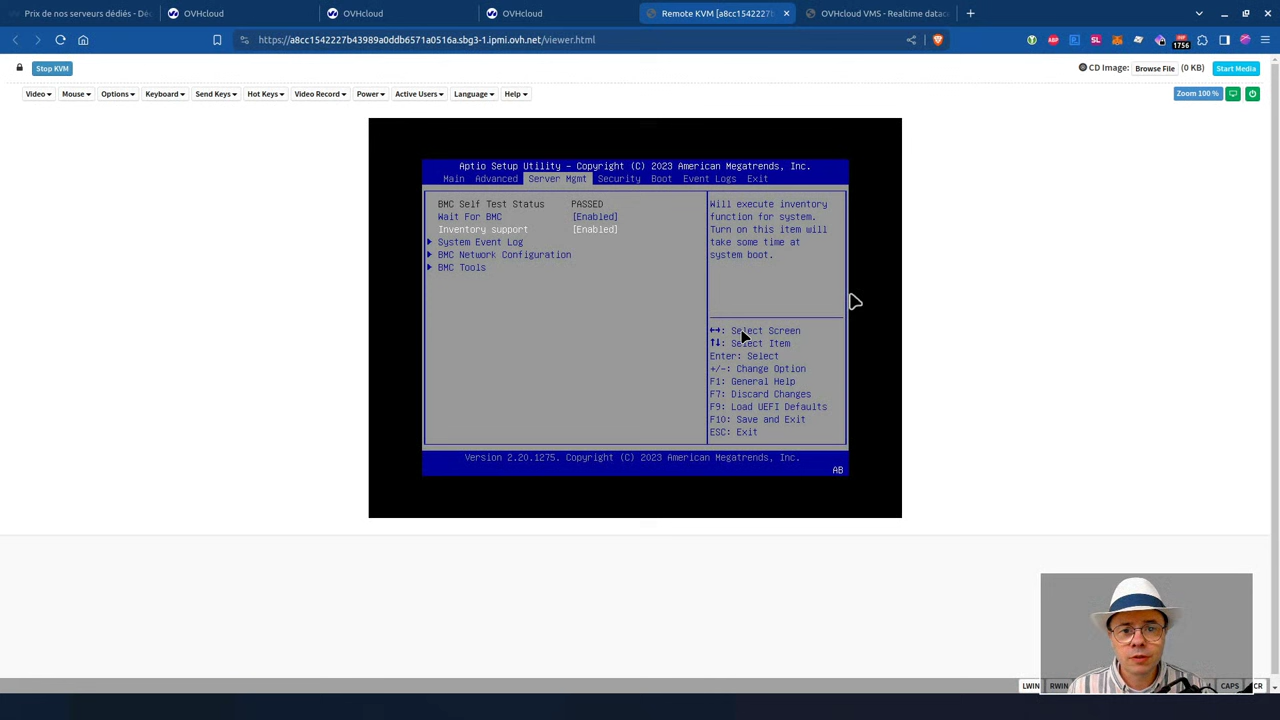 Prix de nos serveurs dédiés - Dé
OVHcloud
OVHcloud
OVHcloud
Remote KVM [a8cc1542227b
OVHcloud VMS - Realtime datac
https://a8cc1542227b43989a0ddb6571a0516a.sbg3-1.ipmi.ovh.net/viewer.html
ABP
SL
1756
Stop KVM
CD Image: Browse File (0 KB) Start Media
Video Mouse Options Keyboard Send Keys Hot Keys Video Record Power Active Users Language Help
Zoom 100 %
Aptio Setup Utility – Copyright (C) 2023 American Megatrends, Inc.
Main Advanced Server Mgmt Security Boot Event Logs Exit
BMC Self Test Status PASSED
Wait For BMC [Enabled]
Inventory support [Enabled]
System Event Log
BMC Network Configuration
BMC Tools
Will execute inventory
function for system.
Turn on this item will
take some time at
system boot.
↔: Select Screen
↑↓: Select Item
Enter: Select
+/-: Change Option
F1: General Help
F7: Discard Changes
F9: Load UEFI Defaults
F10: Save and Exit
ESC: Exit
Version 2.20.1275. Copyright (C) 2023 American Megatrends, Inc.
AB
LWIN RWIN CAPS CR